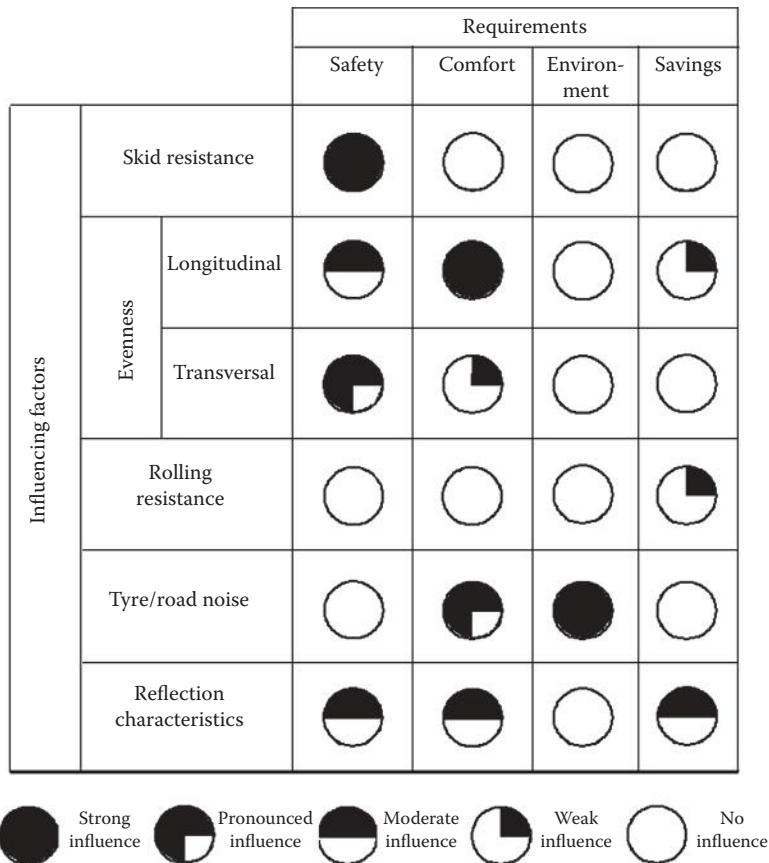 Requirements
Safety
Comfort
Environ-
ment
Savings
Influencing factors
Skid resistance
Evenness
Longitudinal
Transversal
Rolling
resistance
Tyre/road noise
Reflection
characteristics
Strong
influence
Pronounced
influence
Moderate
influence
Weak
influence
No
influence